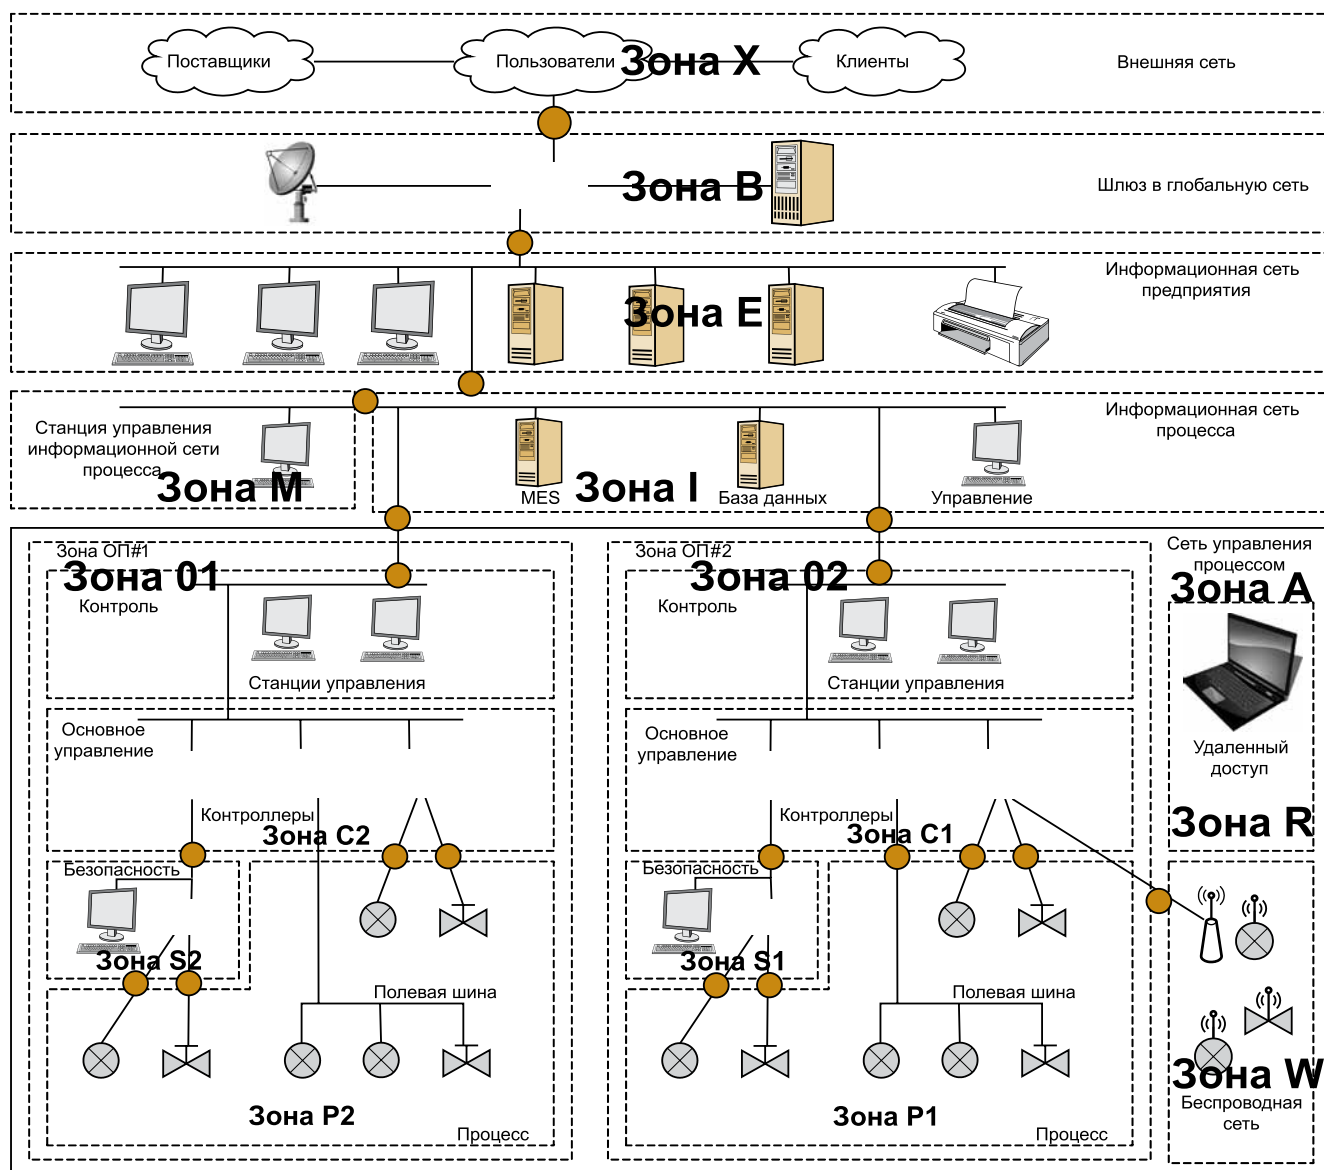 Поставщики
Пользователи
Зона X
Клиенты
Внешняя сеть
Зона B
Шлюз в глобальную сеть
Информационная сеть
предприятия
Зона E
Станция управления
информационной сети
процесса
Зона M
MES
Зона I
База данных
Управление
Информационная сеть
процесса
Зона ОП#1
Зона 01
Контроль
Станции управления
Основное
управление
Контроллеры
Зона C2
Безопасность
Зона S2
Полевая шина
Зона P2
Процесс
Зона ОП#2
Зона 02
Контроль
Станции управления
Основное
управление
Контроллеры
Зона C1
Безопасность
Зона S1
Полевая шина
Зона P1
Процесс
Сеть управления
процессом
Зона A
Удаленный
доступ
Зона R
Зона W
Беспроводная
сеть